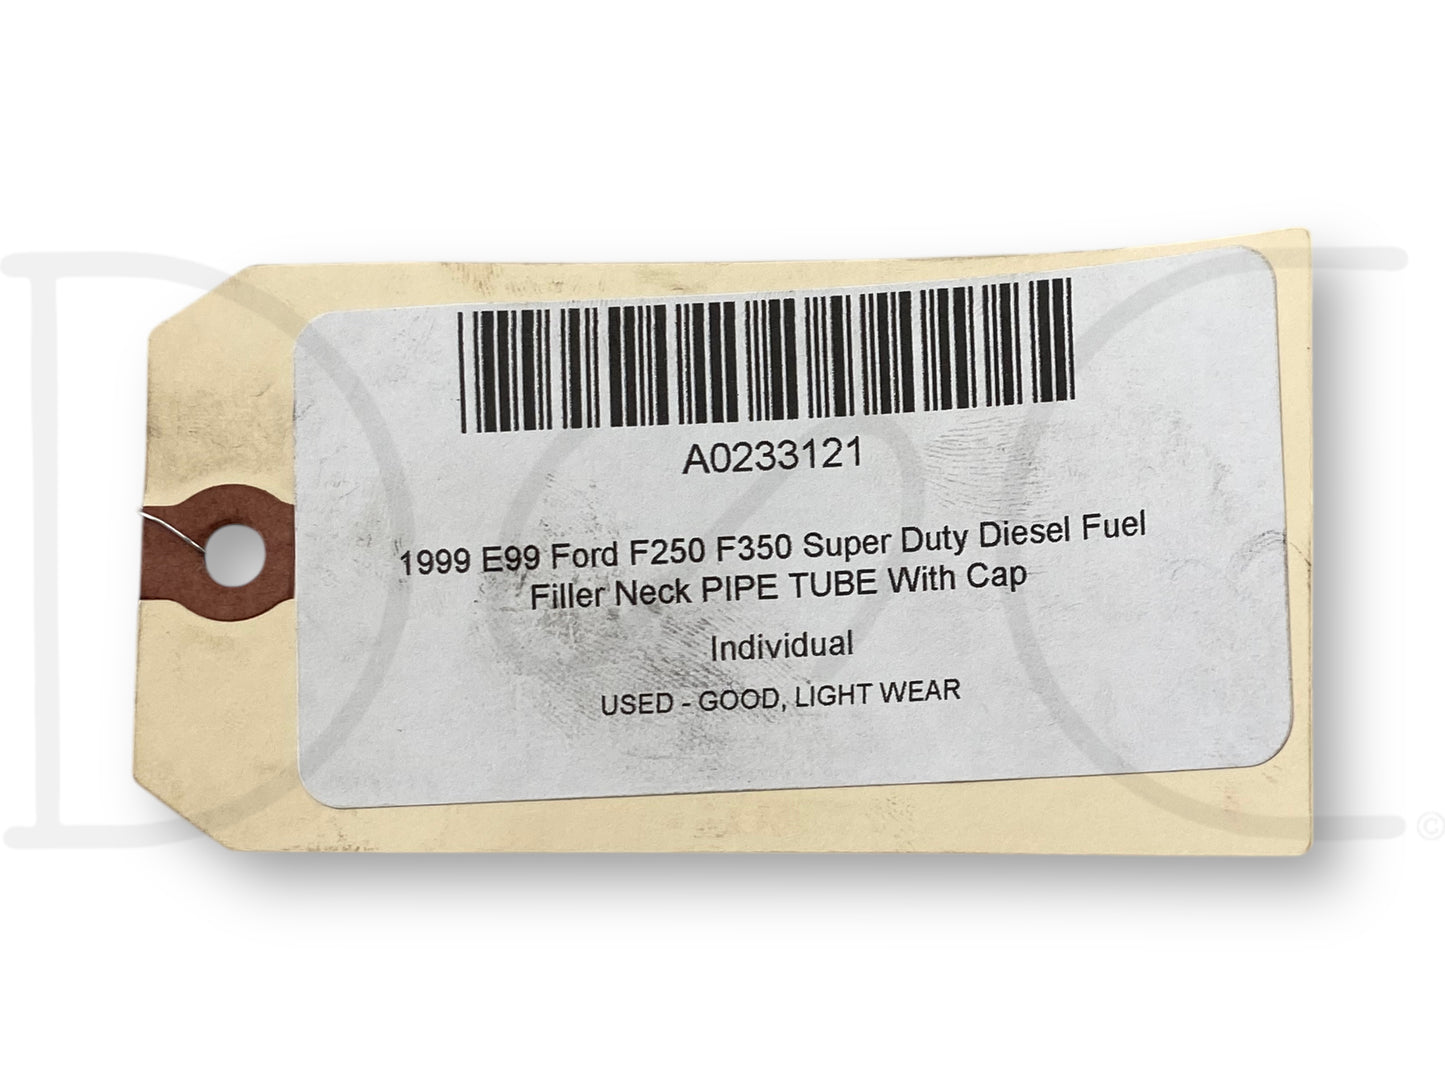 A0233121
1999 E99 Ford F250 F350 Super Duty Diesel Fuel
Filler Neck PIPE TUBE With Cap
Individual
USED - GOOD, LIGHT WEAR
©